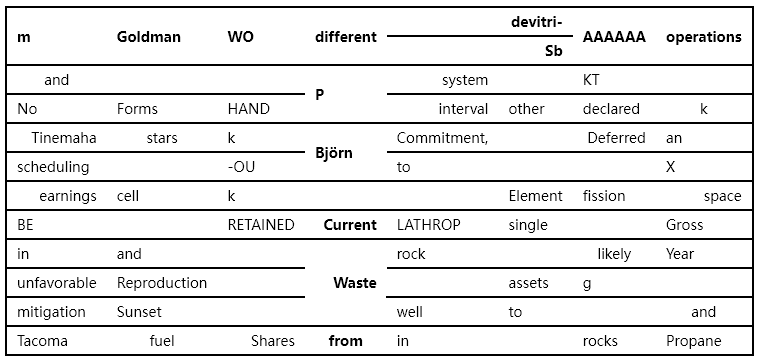 m Goldman WO different devitri- AAAAAA operations
Sb
and P system KT
No Forms HAND interval other declared k
Tinemaha stars k Björn Commitment, Deferred an
scheduling -OU to X
earnings cell k Element fission space
BE RETAINED Current LATHROP single Gross
in and Waste rock likely Year
unfavorable Reproduction assets g
mitigation Sunset well to and
Tacoma fuel Shares from in rocks Propane